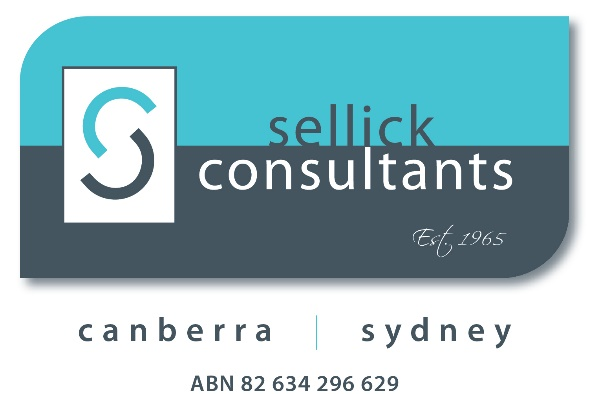 S
sellick
consultants
Est. 1965
canberra | sydney
ABN 82 634 296 629